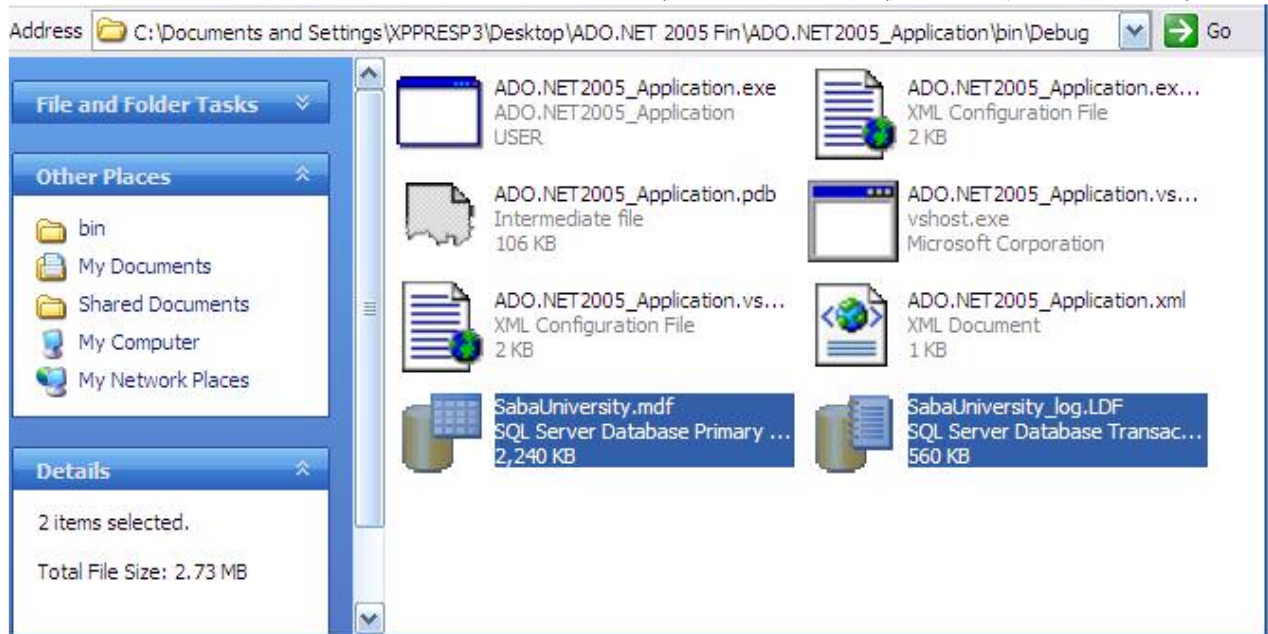 Address C:\Documents and Settings\XPPRESP3\Desktop\ADO.NET 2005 Fin\ADO.NET2005_Application\bin\Debug Go
File and Folder Tasks
Other Places
bin
My Documents
Shared Documents
My Computer
My Network Places
Details
2 items selected.
Total File Size: 2.73 MB
ADO.NET2005_Application.exe
ADO.NET2005_Application
USER
ADO.NET2005_Application.ex...
XML Configuration File
2 KB
ADO.NET2005_Application.pdb
Intermediate file
106 KB
ADO.NET2005_Application.vs...
vshost.exe
Microsoft Corporation
ADO.NET2005_Application.vs...
XML Configuration File
2 KB
ADO.NET2005_Application.xml
XML Document
1 KB
SabaUniversity.mdf
SQL Server Database Primary ...
2,240 KB
SabaUniversity_log.LDF
SQL Server Database Transac...
560 KB